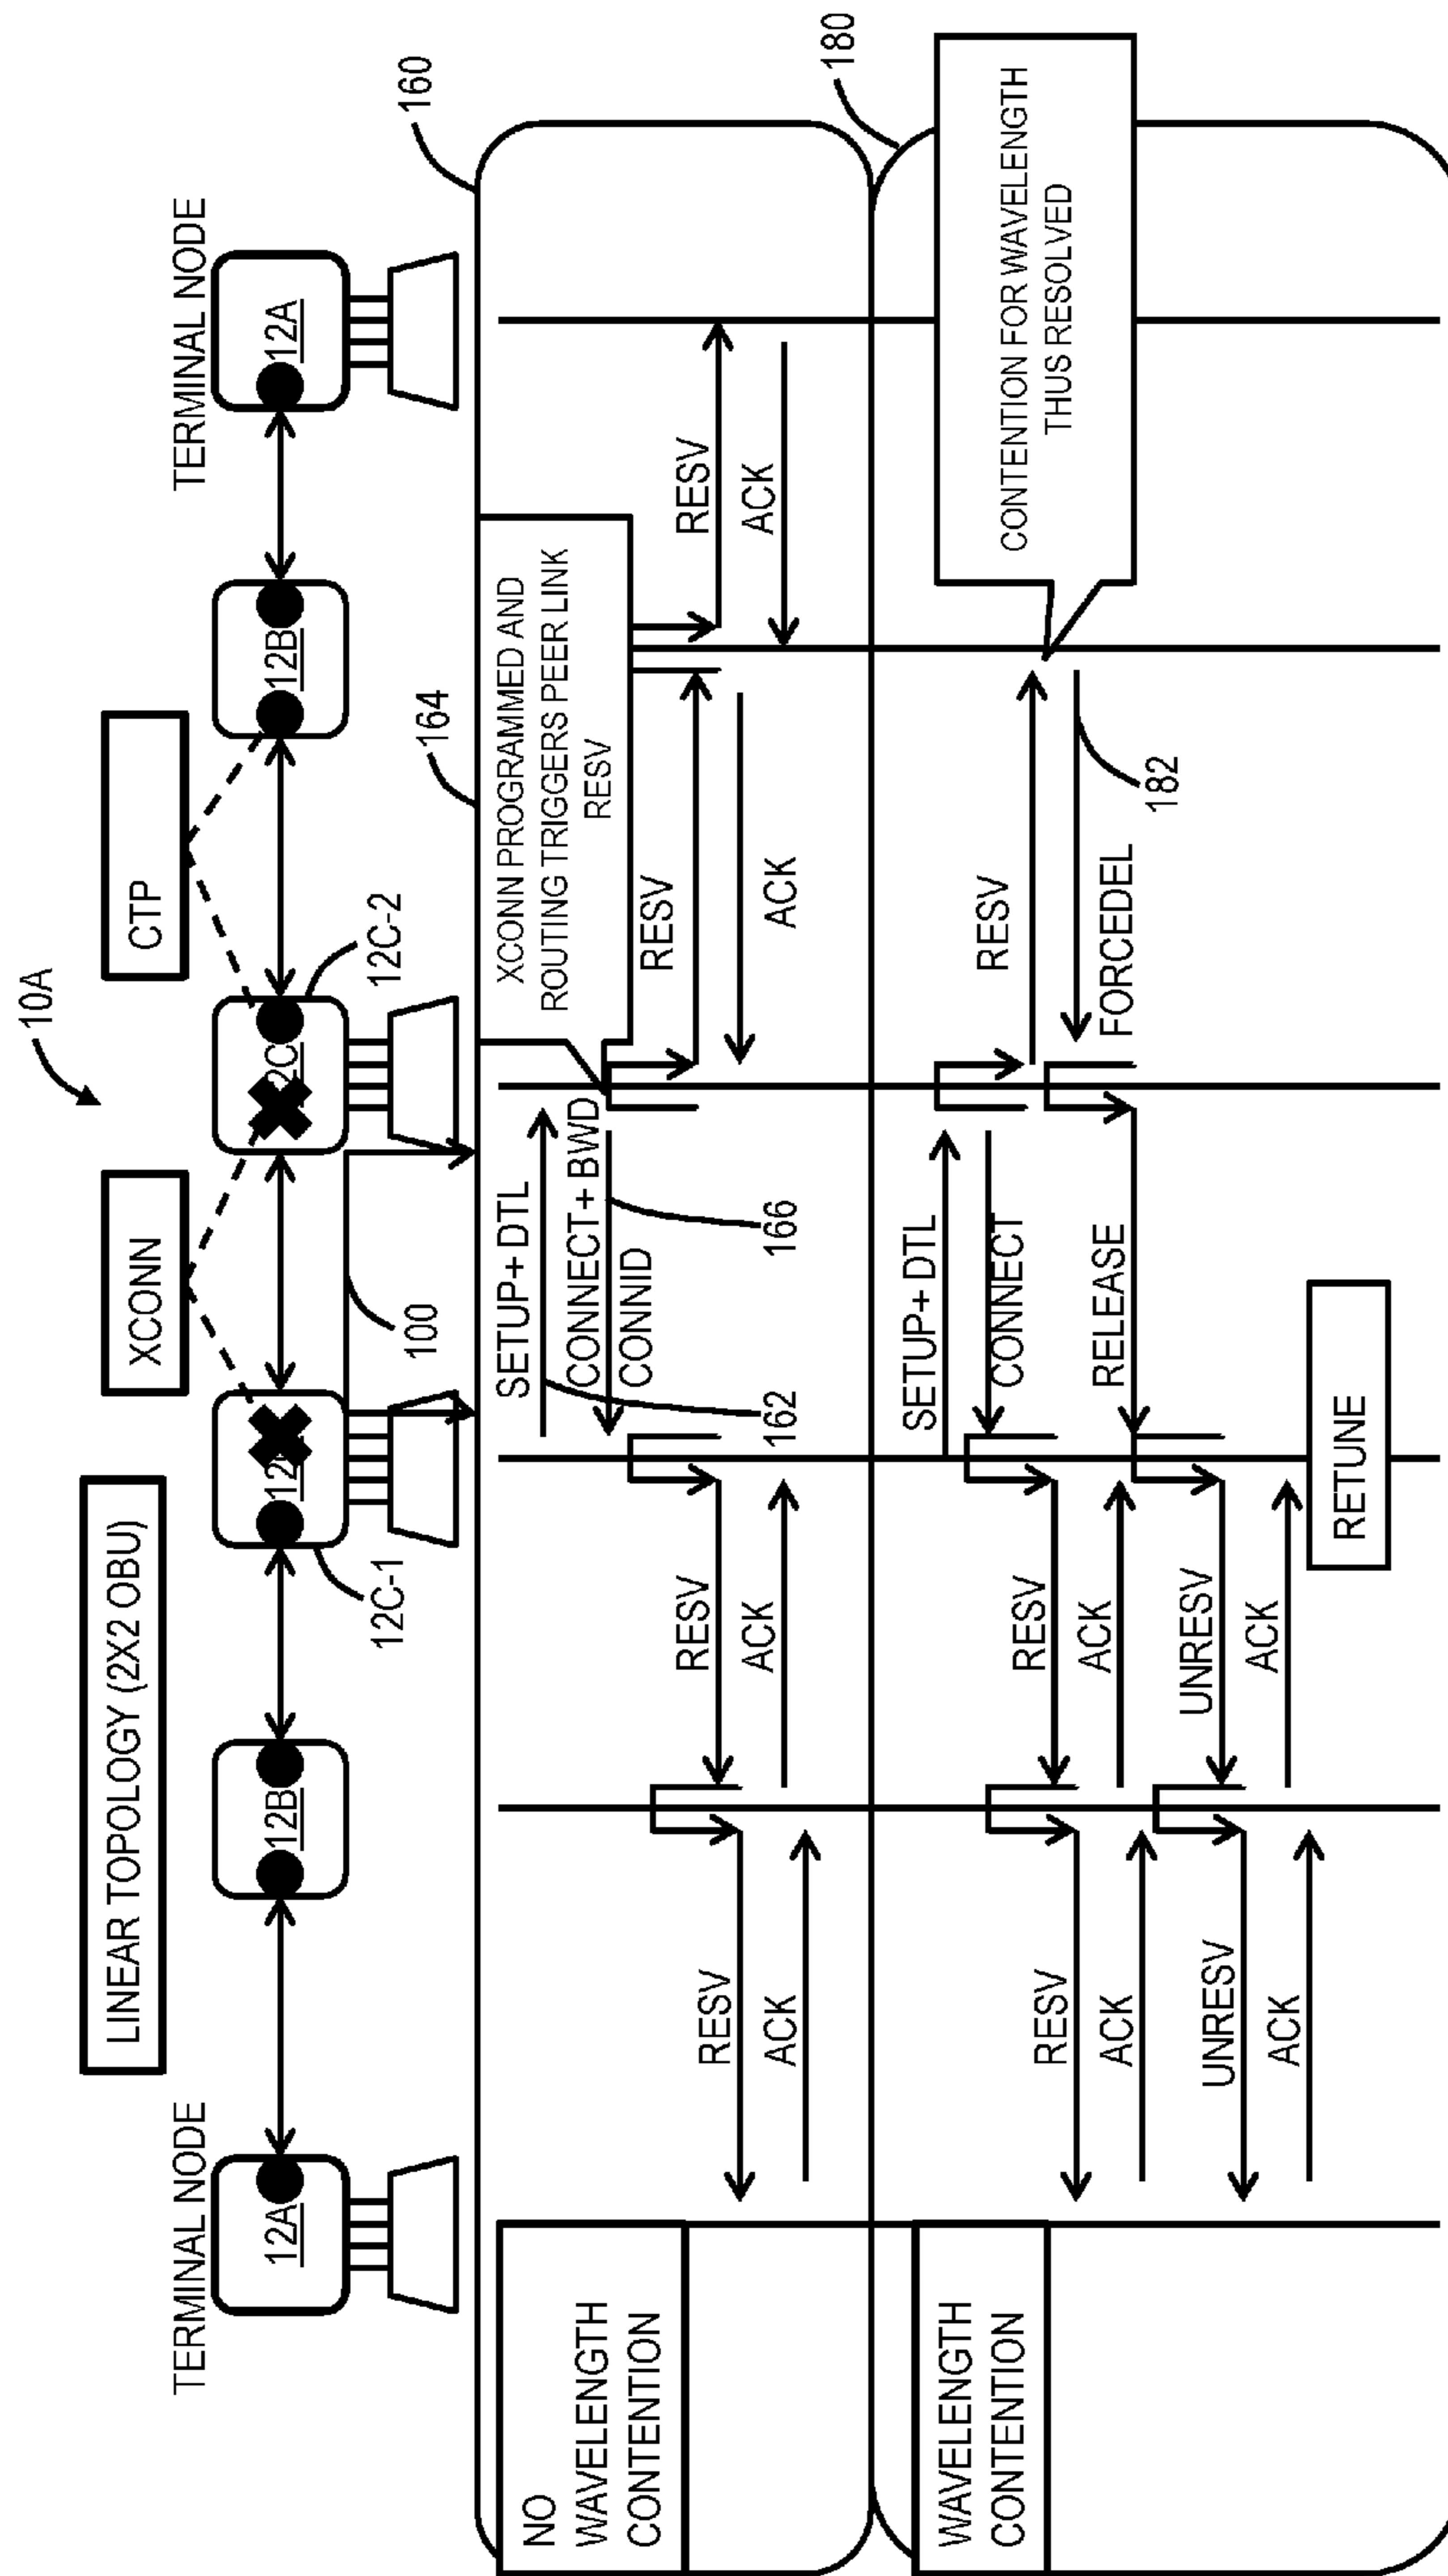 10A
LINEAR TOPOLOGY (2X2 OBU)
XCONN
CTP
TERMINAL NODE
TERMINAL NODE
12A
12B
12C
2C
12B
12A
12C-1
12C-2
100
160
164
NO
WAVELENGTH
CONTENTION
SETUP+ DTL
162
CONNECT+ BWD
CONNID
166
XCONN PROGRAMMED AND
ROUTING TRIGGERS PEER LINK
RESV
RESV
ACK
RESV
ACK
RESV
ACK
RESV
ACK
180
WAVELENGTH
CONTENTION
SETUP+ DTL
CONNECT
RESV
ACK
RESV
ACK
RESV
FORCEDEL
182
CONTENTION FOR WAVELENGTH
THUS RESOLVED
RELEASE
UNRESV
ACK
UNRESV
ACK
RETUNE